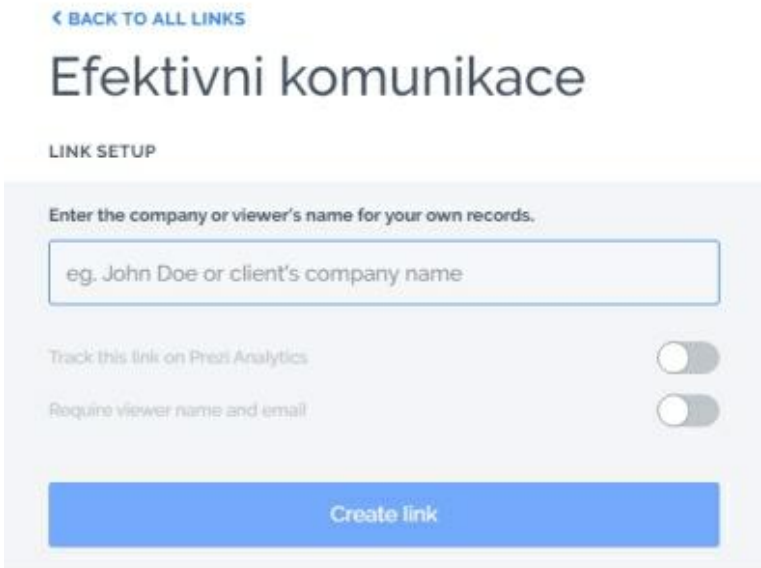 BACK TO ALL LINKS
Efektivni komunikace
LINK SETUP
Enter the company or viewer's name for your own records.
eg. John Doe or client's company name
Track this link on Prezi Analytics
Require viewer name and email
Create link